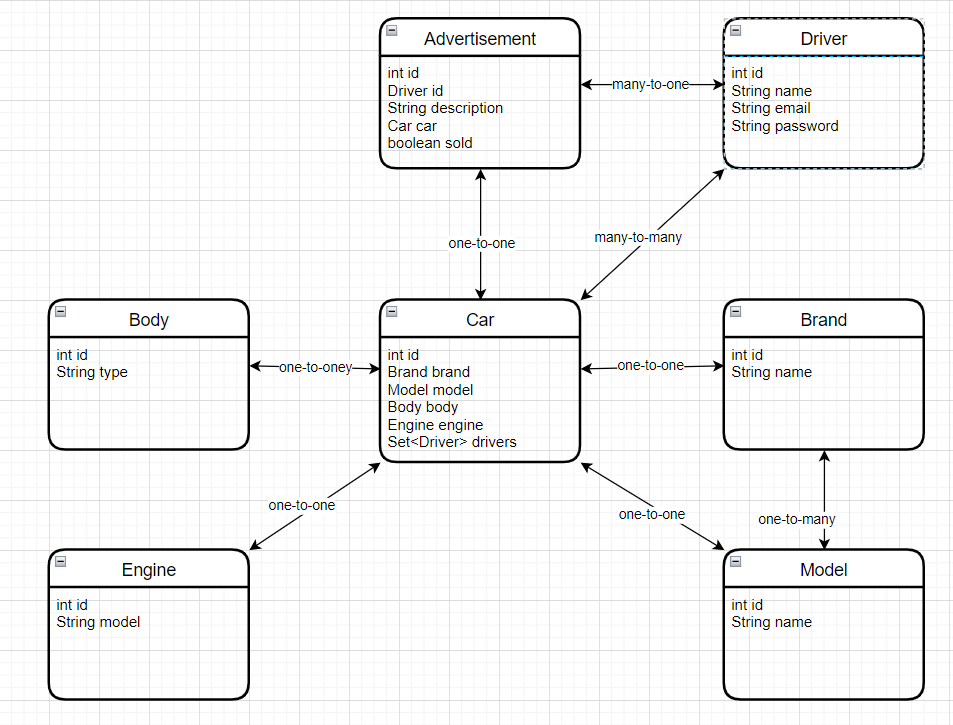 Advertisement
int id
Driver id
String description
Car car
boolean sold
many-to-one
Driver
int id
String name
String email
String password
one-to-one
many-to-many
Body
int id
String type
one-to-oney
Car
int id
Brand brand
Model model
Body body
Engine engine
Set<Driver> drivers
one-to-one
Brand
int id
String name
one-to-one
one-to-one
one-to-many
Engine
int id
String model
Model
int id
String name